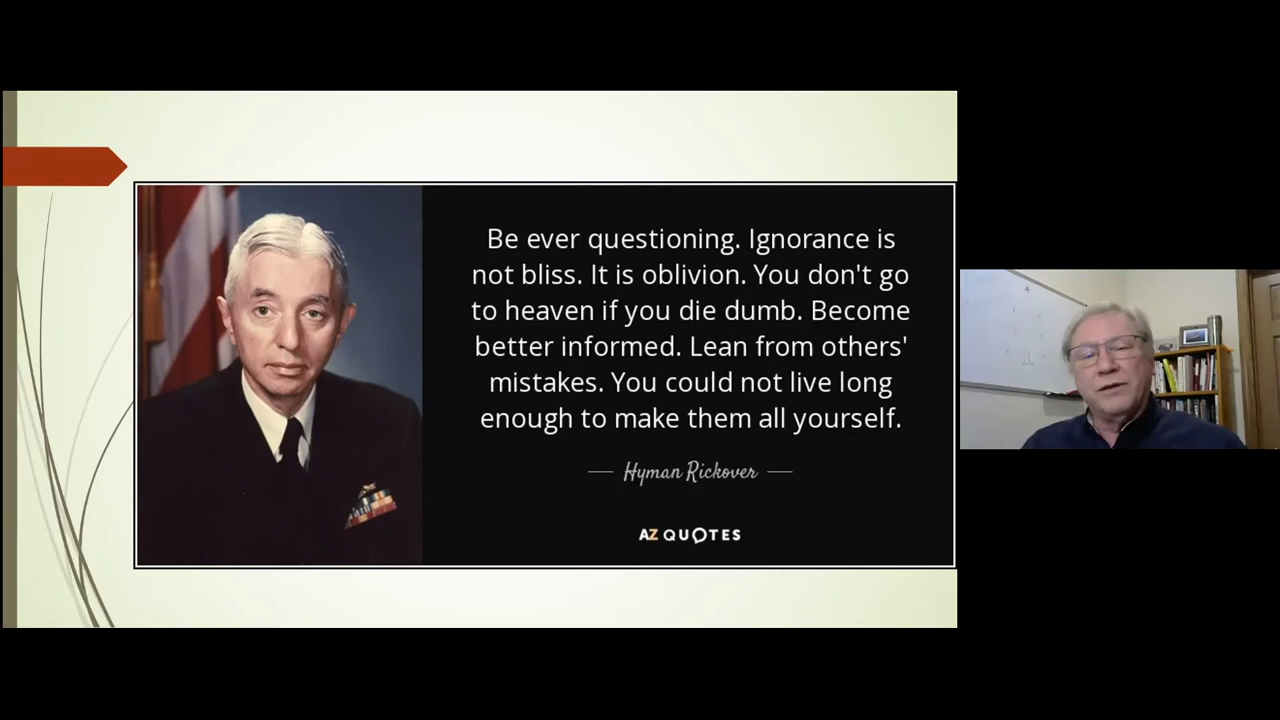 Be ever questioning. Ignorance is
not bliss. It is oblivion. You don't go
to heaven if you die dumb. Become
better informed. Lean from others'
mistakes. You could not live long
enough to make them all yourself.
Hyman Rickover
AZ QUOTES